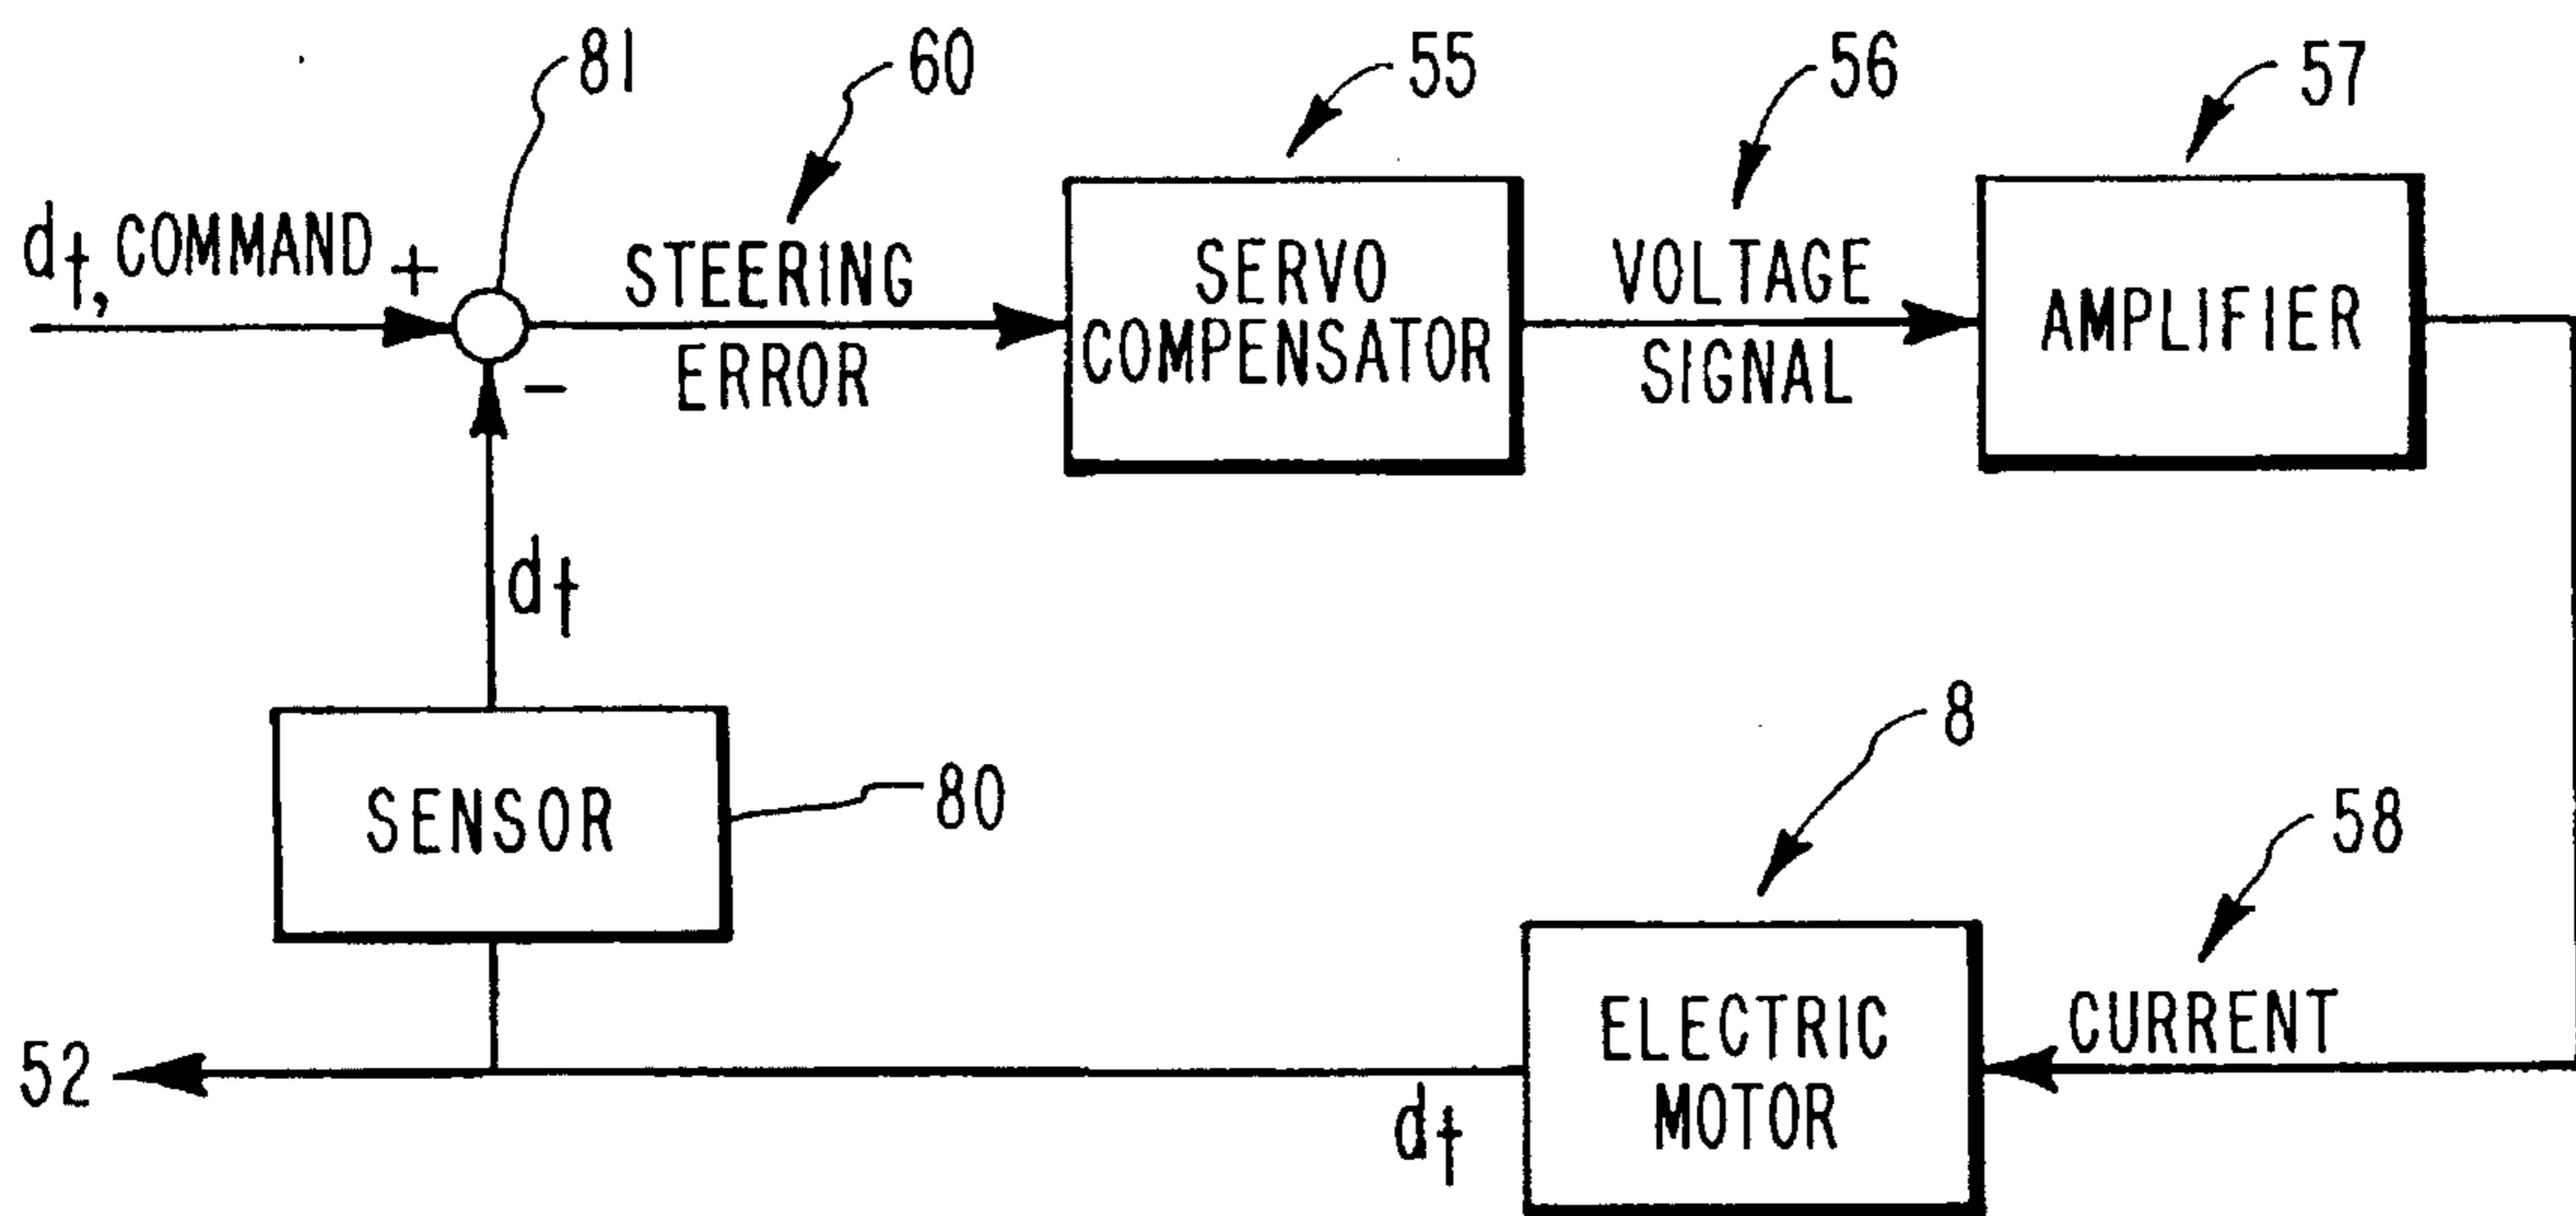 81
60
55
56
57
dt, COMMAND
+
-
STEERING
ERROR
SERVO
COMPENSATOR
VOLTAGE
SIGNAL
AMPLIFIER
dt
SENSOR
80
8
58
ELECTRIC
MOTOR
CURRENT
52
dt